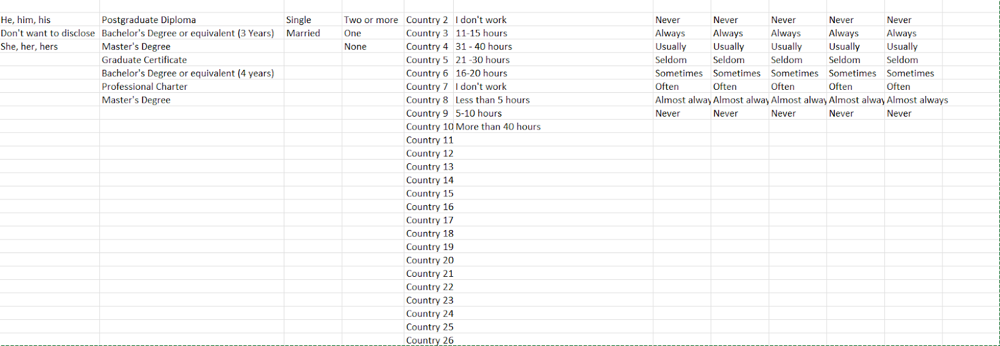 He, him, his Postgraduate Diploma Single Two or more Country 2 I don't work Never Never Never Never Never
Don't want to disclose Bachelor's Degree or equivalent (3 Years) Married One Country 3 11-15 hours Always Always Always Always Always
She, her, hers Master's Degree None Country 4 31 - 40 hours Usually Usually Usually Usually Usually
Graduate Certificate Country 5 21 -30 hours Seldom Seldom Seldom Seldom Seldom
Bachelor's Degree or equivalent (4 years) Country 6 16-20 hours Sometimes Sometimes Sometimes Sometimes Sometimes
Professional Charter Country 7 I don't work Often Often Often Often Often
Master's Degree Country 8 Less than 5 hours Almost alway Almost alway Almost alway Almost alway Almost always
Country 9 5-10 hours Never Never Never Never Never
Country 10 More than 40 hours
Country 11
Country 12
Country 13
Country 14
Country 15
Country 16
Country 17
Country 18
Country 19
Country 20
Country 21
Country 22
Country 23
Country 24
Country 25
Country 26